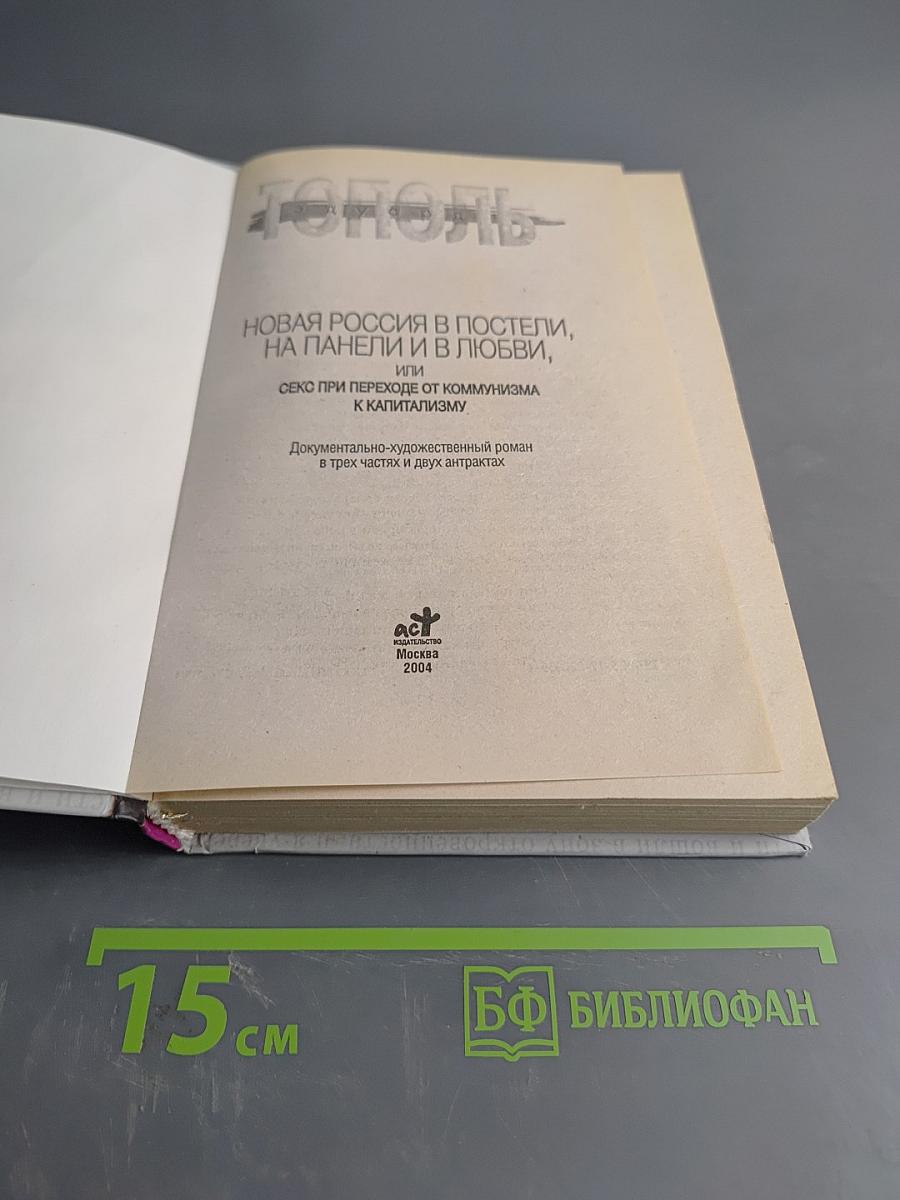 ТОПОЛЬ
ЭДУАРД
НОВАЯ РОССИЯ В ПОСТЕЛИ,
НА ПАНЕЛИ И В ЛЮБВИ,
ИЛИ
СЕКС ПРИ ПЕРЕХОДЕ ОТ КОММУНИЗМА
К КАПИТАЛИЗМУ
Документально-художественный роман
в трех частях и двух антрактах
аст
ИЗДАТЕЛЬСТВО
Москва
2004
15 см
БФ БИБЛИОФАН